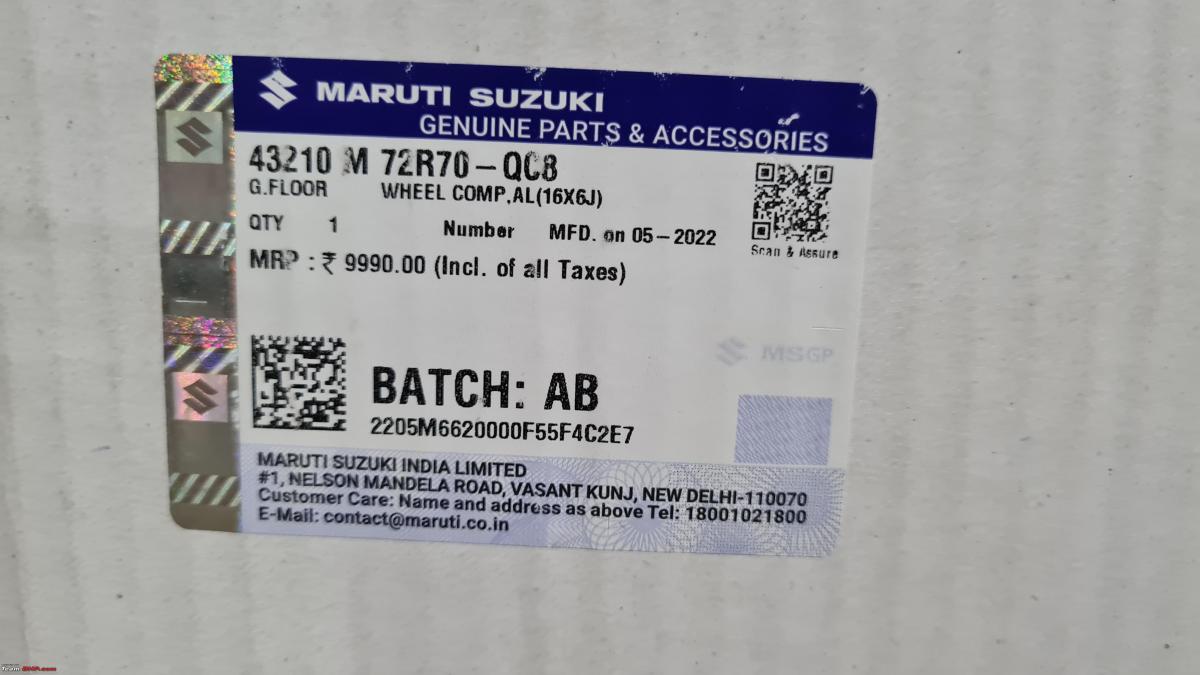 MARUTI SUZUKI
GENUINE PARTS & ACCESSORIES
43210 M 72R70-QC8
G.FLOOR WHEEL COMP,AL(16X6J)
QTY 1 Number MFD. on 05-2022
Scan & Assure
MRP : ₹ 9990.00 (Incl. of all Taxes)
MSGP
BATCH: AB
2205M6620000F55F4C2E7
MARUTI SUZUKI INDIA LIMITED
#1, NELSON MANDELA ROAD, VASANT KUNJ, NEW DELHI-110070
Customer Care: Name and address as above Tel: 18001021800
E-Mail: contact@maruti.co.in
Team-BHP.com